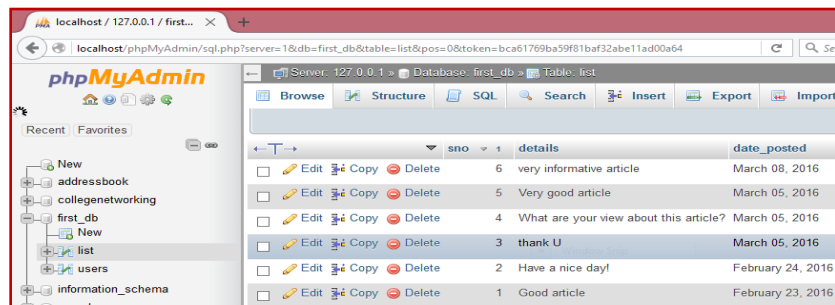 localhost / 127.0.0.1 / first...
localhost/phpMyAdmin/sql.php?server=1&db=first_db&table=list&pos=0&token=bca61769ba59f81baf32abe11ad00a64
phpMyAdmin
Recent Favorites
New
addressbook
collegenetworking
first_db
New
list
users
information_schema
Server: 127.0.0.1 » Database: first_db » Table: list
Browse Structure SQL Search Insert Export Import
sno 1 details date_posted
Edit Copy Delete 6 very informative article March 08, 2016
Edit Copy Delete 5 Very good article March 05, 2016
Edit Copy Delete 4 What are your view about this article? March 05, 2016
Edit Copy Delete 3 thank U March 05, 2016
Edit Copy Delete 2 Have a nice day! February 24, 2016
Edit Copy Delete 1 Good article February 23, 2016